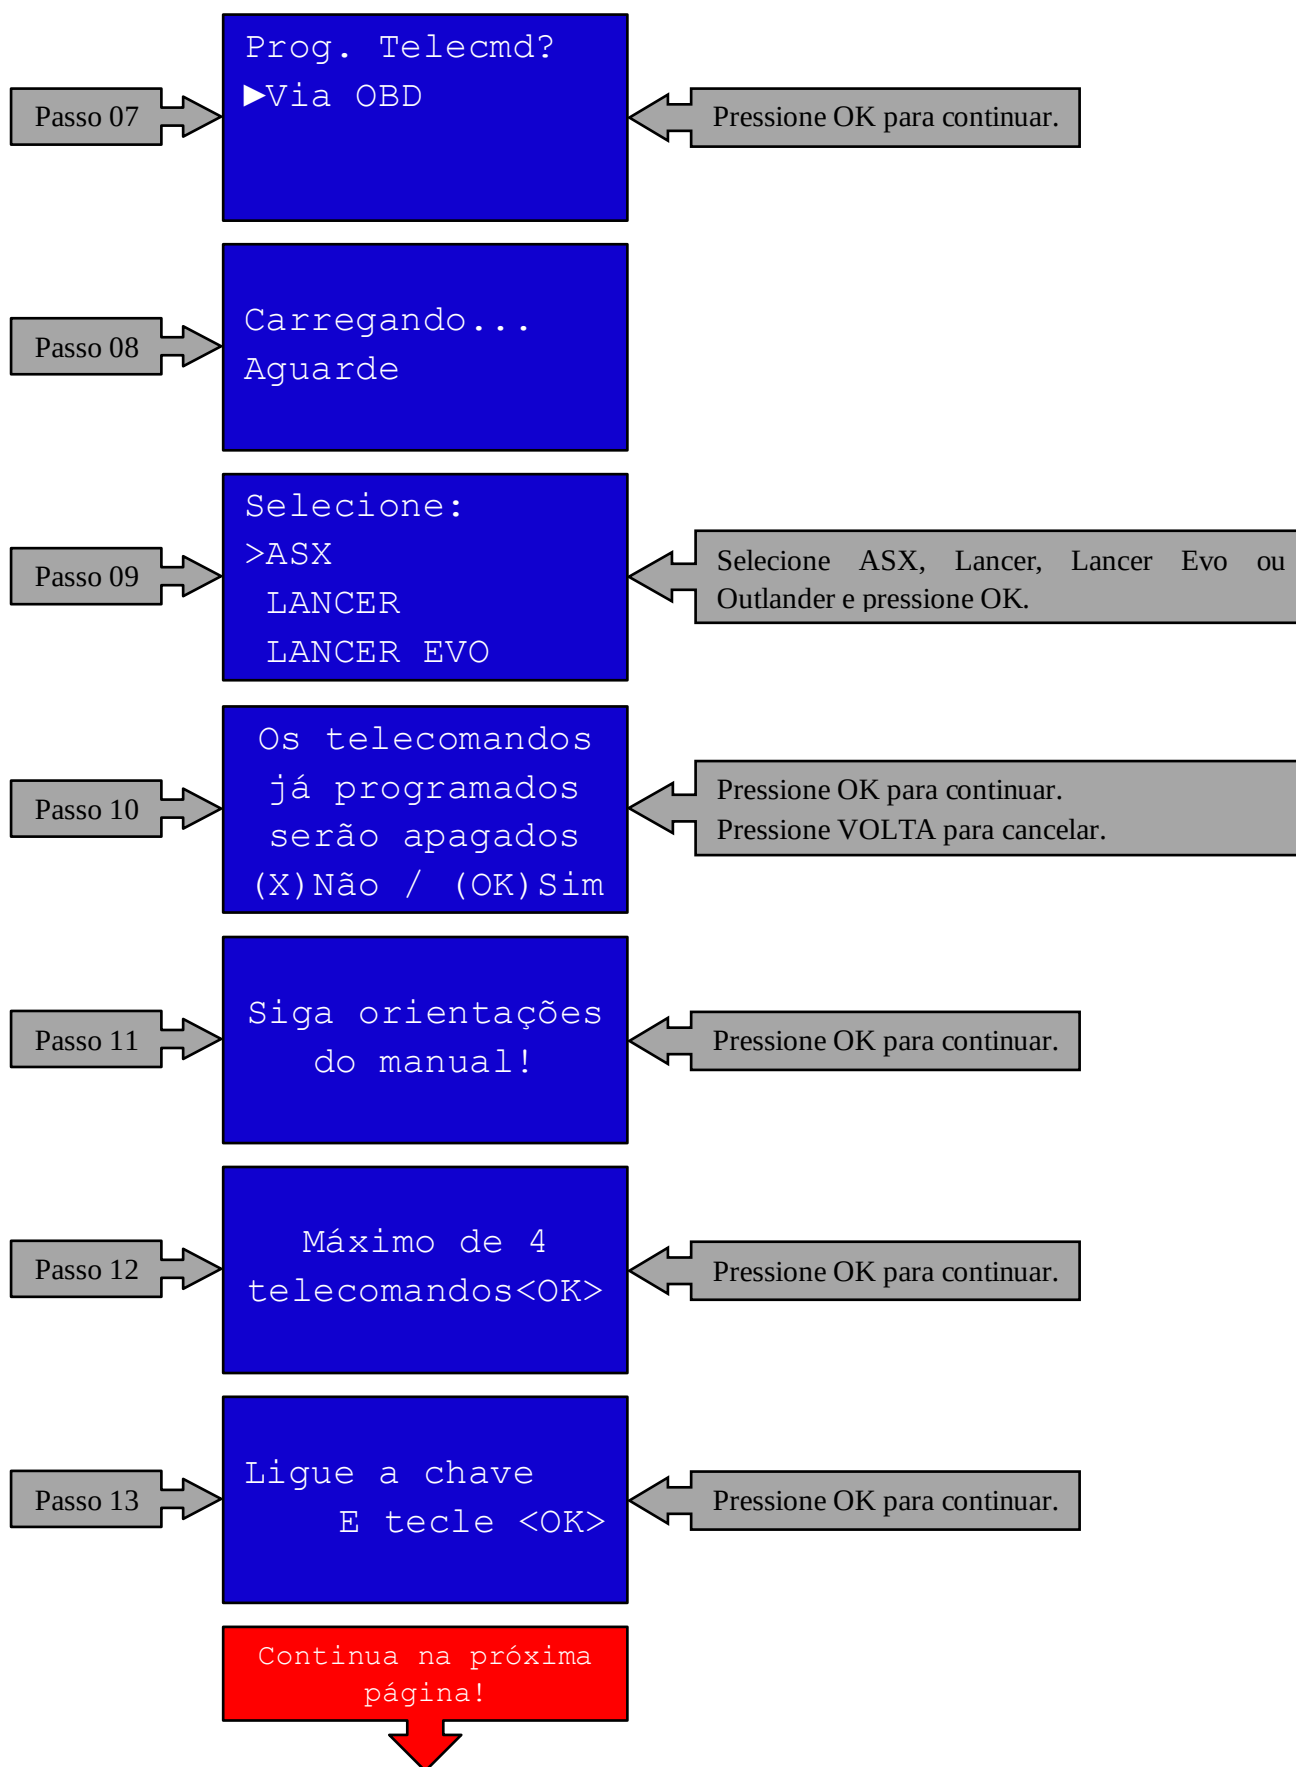 Prog. Telecmd?
►Via OBD
Passo 07
Pressione OK para continuar.
Carregando...
Aguarde
Passo 08
Selecione:
>ASX
LANCER
LANCER EVO
Passo 09
Selecione ASX, Lancer, Lancer Evo ou
Outlander e pressione OK.
Os telecomandos
já programados
serão apagados
(X)Não / (OK)Sim
Passo 10
Pressione OK para continuar.
Pressione VOLTA para cancelar.
Siga orientações
do manual!
Passo 11
Pressione OK para continuar.
Máximo de 4
telecomandos<OK>
Passo 12
Pressione OK para continuar.
Ligue a chave
E tecle <OK>
Passo 13
Pressione OK para continuar.
Continua na próxima
página!